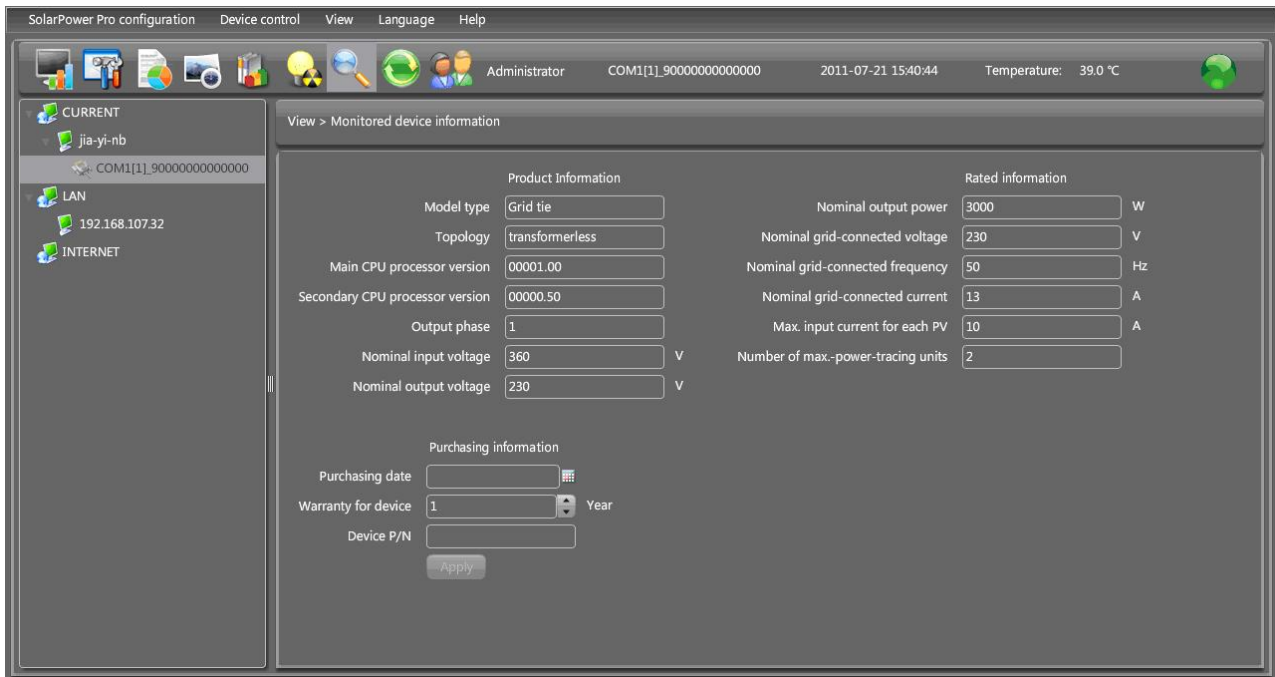 SolarPower Pro configuration Device control View Language Help
Administrator COM1[1]_90000000000000 2011-07-21 15:40:44 Temperature: 39.0 ℃
CURRENT
jia-yi-nb
COM1[1]_90000000000000
LAN
192.168.107.32
INTERNET
View > Monitored device information
Product Information
Model type Grid tie
Topology transformerless
Main CPU processor version 00001.00
Secondary CPU processor version 00000.50
Output phase 1
Nominal input voltage 360 V
Nominal output voltage 230 V
Rated information
Nominal output power 3000 W
Nominal grid-connected voltage 230 V
Nominal grid-connected frequency 50 Hz
Nominal grid-connected current 13 A
Max. input current for each PV 10 A
Number of max.-power-tracing units 2
Purchasing information
Purchasing date
Warranty for device 1 Year
Device P/N
Apply